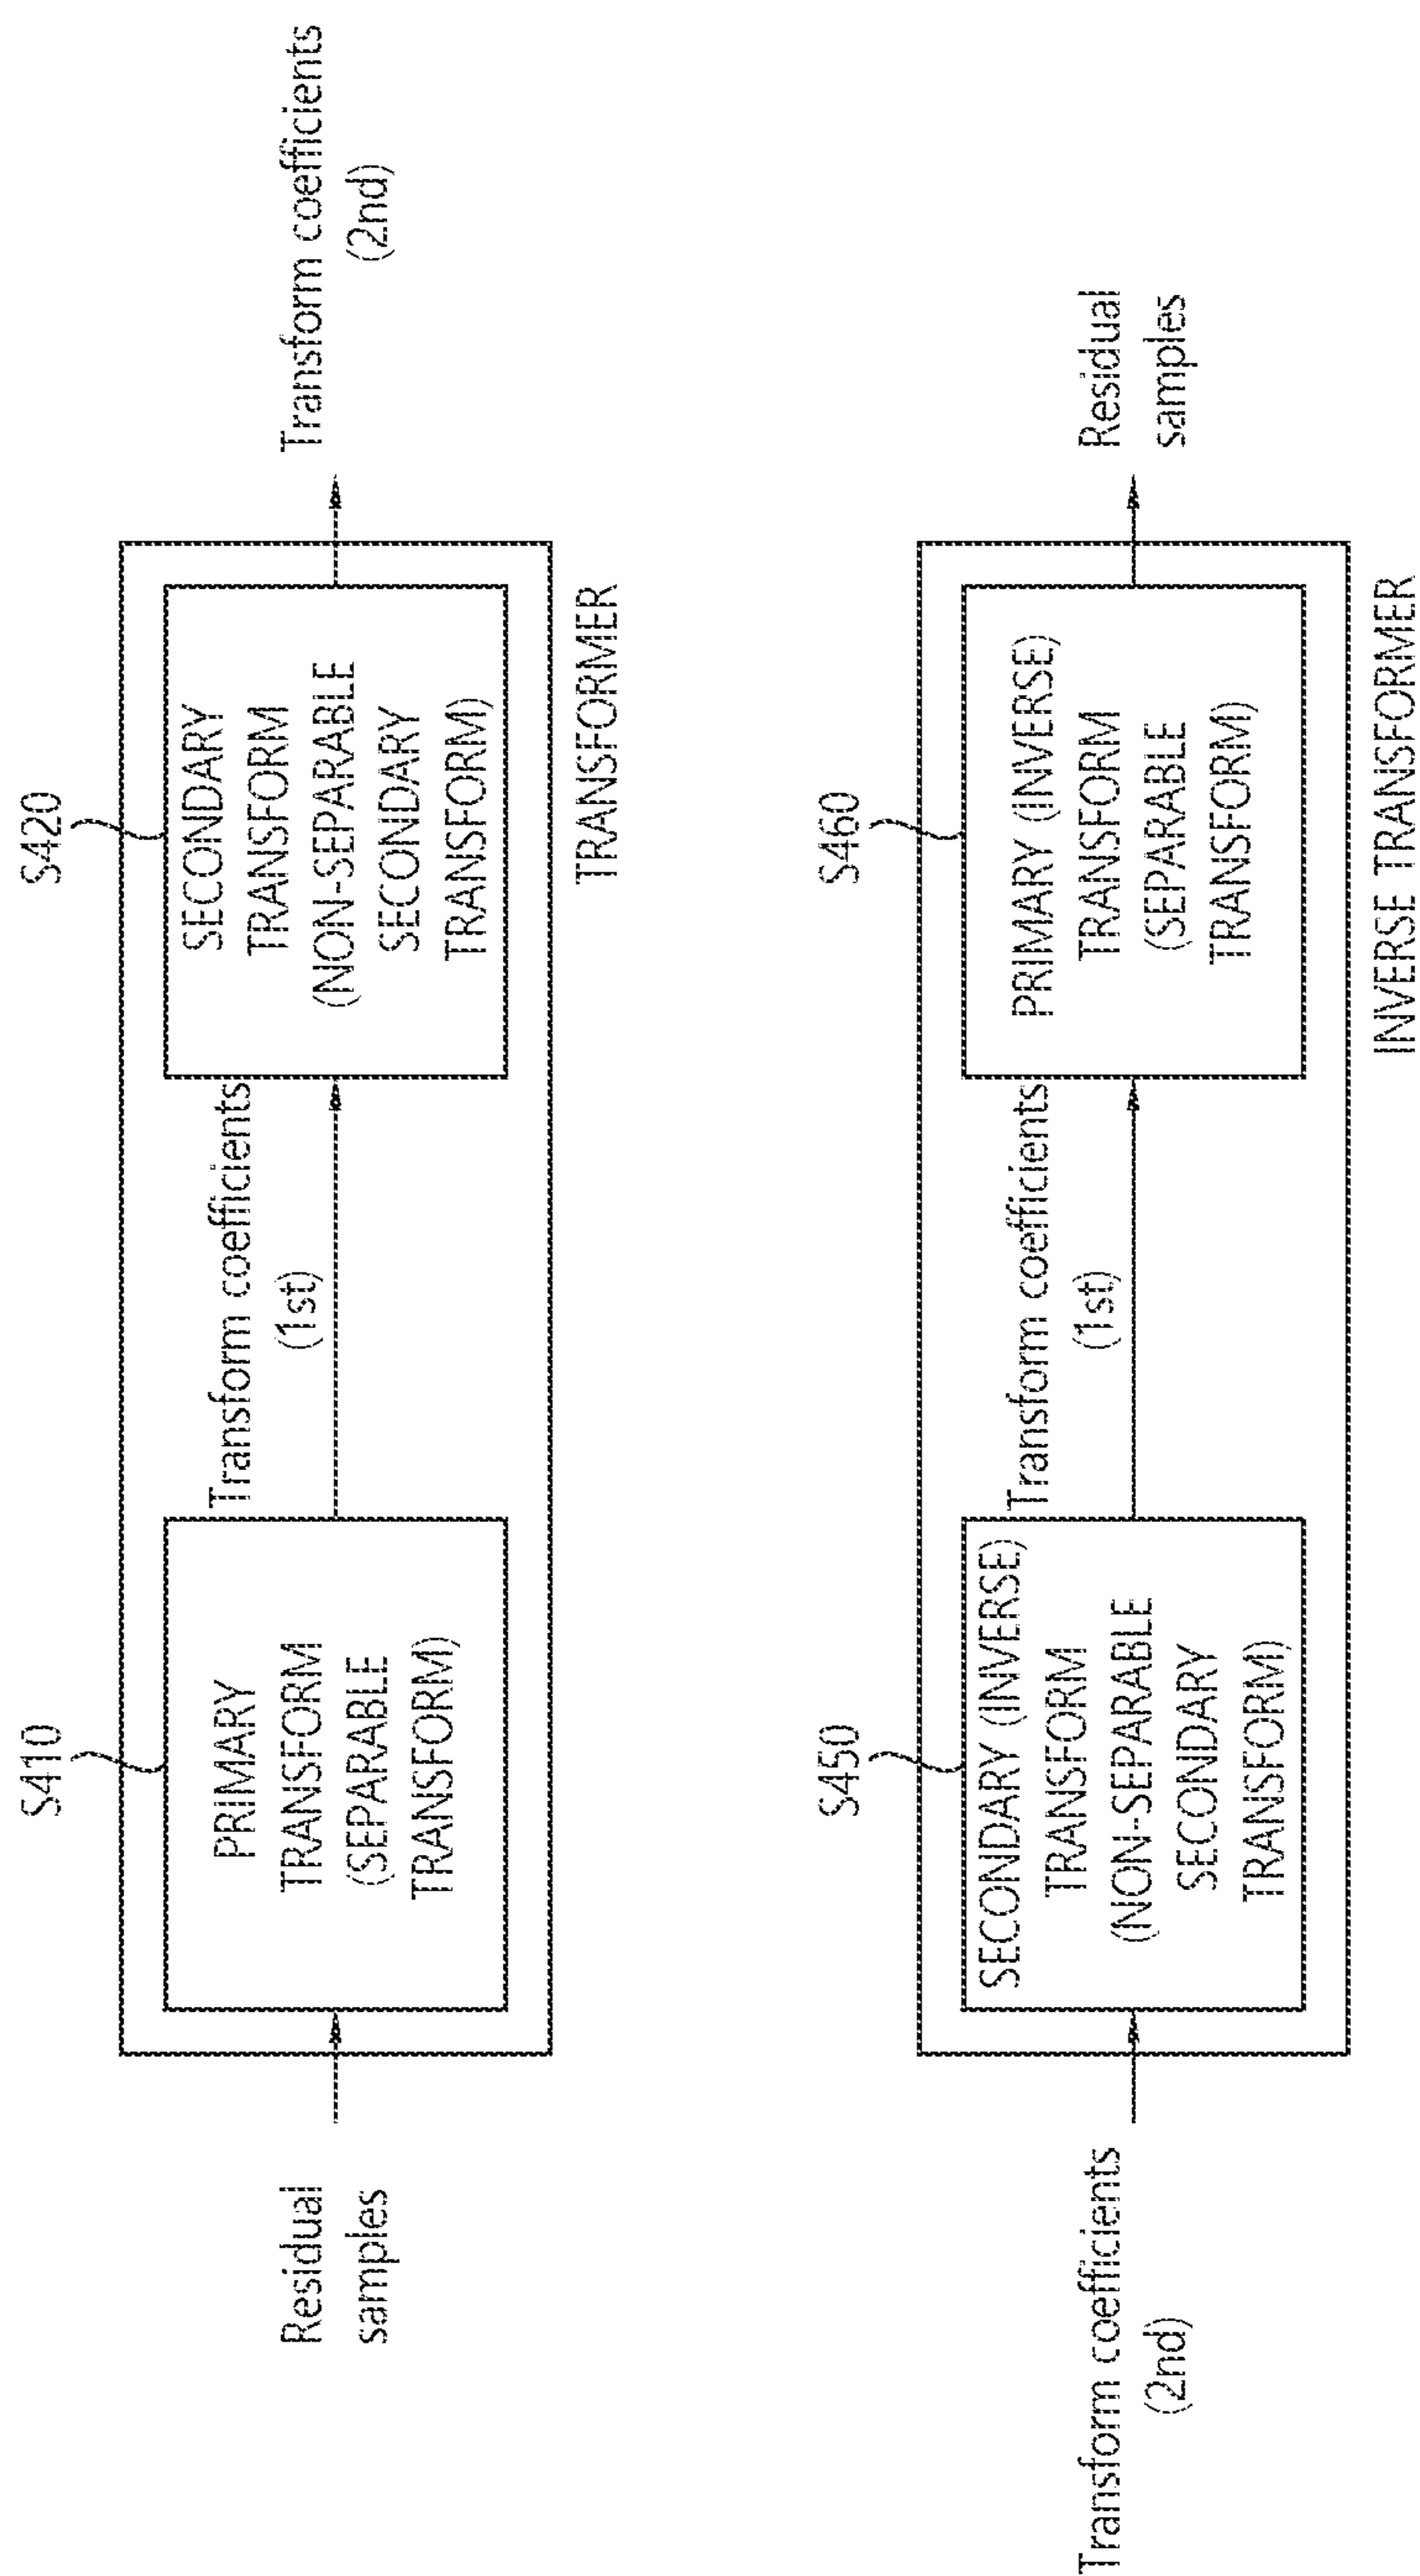 S410
S420
Residual
samples
PRIMARY
TRANSFORM
(SEPARABLE
TRANSFORM)
Transform coefficients
(1st)
SECONDARY
TRANSFORM
(NON-SEPARABLE
SECONDARY
TRANSFORM)
Transform coefficients
(2nd)
TRANSFORMER
S450
S460
Transform coefficients
(2nd)
SECONDARY (INVERSE)
TRANSFORM
(NON-SEPARABLE
SECONDARY
TRANSFORM)
Transform coefficients
(1st)
PRIMARY (INVERSE)
TRANSFORM
(SEPARABLE
TRANSFORM)
Residual
samples
INVERSE TRANSFORMER